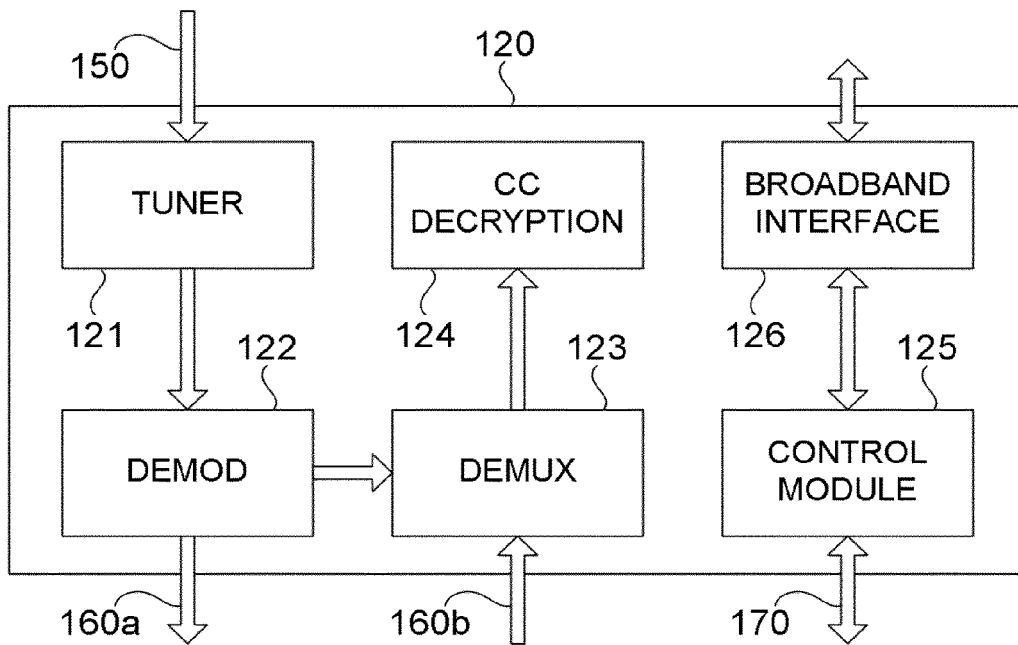 150
120
TUNER
CC
DECRYPTION
BROADBAND
INTERFACE
121
124
126
122
123
125
DEMOD
DEMUX
CONTROL
MODULE
160a
160b
170